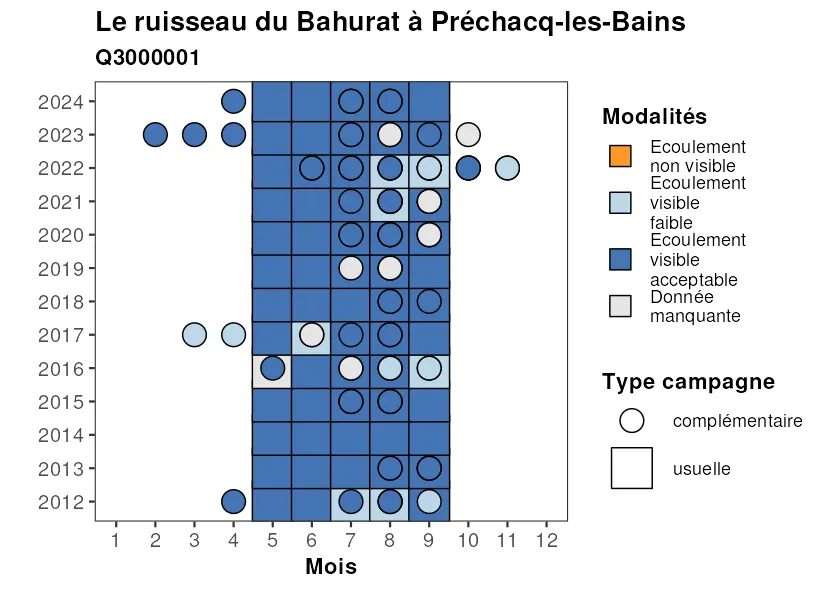 Le ruisseau du Bahurat à Préchacq-les-Bains
Q3000001
2024
2023
2022
2021
2020
2019
2018
2017
2016
2015
2014
2013
2012
1 2 3 4 5 6 7 8 9 10 11 12
Mois
Modalités
Ecoulement
non visible
Ecoulement
visible
faible
Ecoulement
visible
acceptable
Donnée
manquante
Type campagne
complémentaire
usuelle